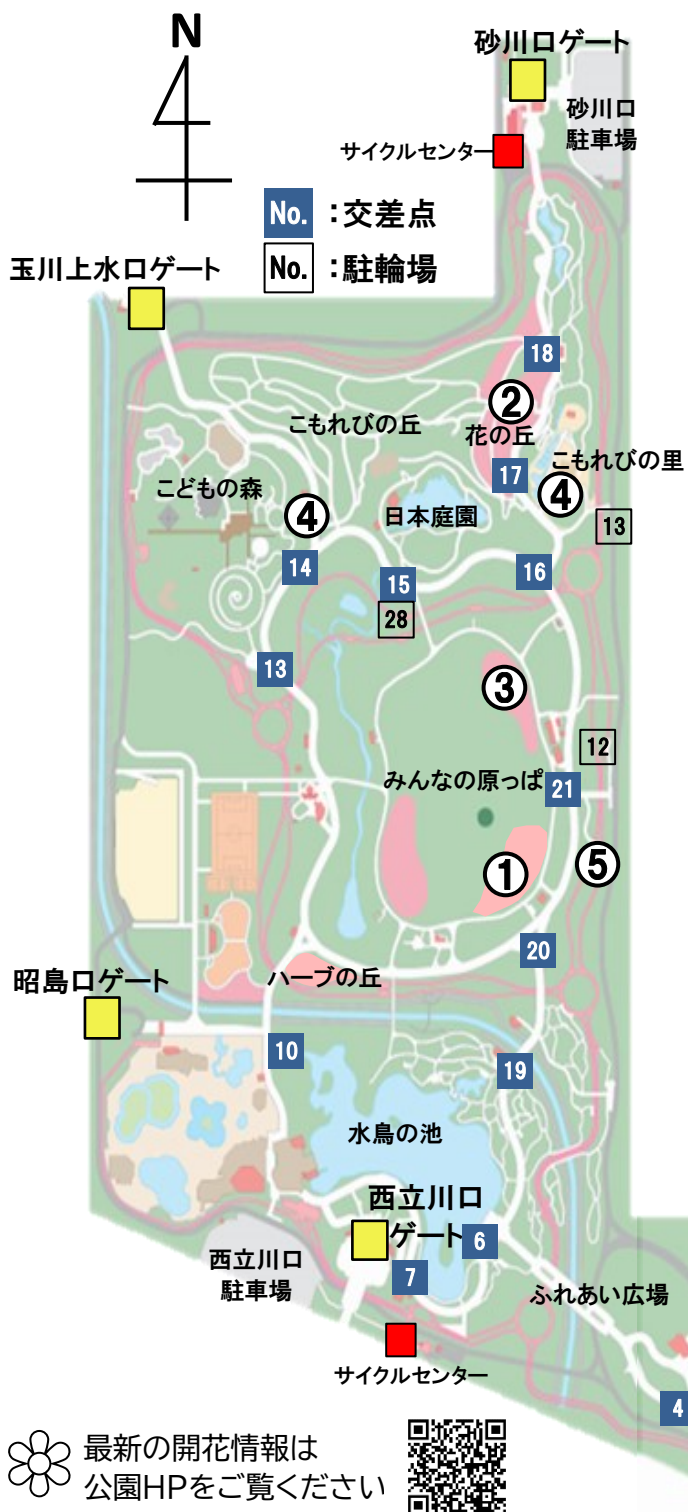 N
砂川口ゲート
砂川口
駐車場
サイクルセンター
No. ：交差点
No. ：駐輪場
玉川上水口ゲート
18
②
こもれびの丘
花の丘
17
こもれびの里
こどもの森
④
④
日本庭園
13
14
15
16
28
13
③
12
みんなの原っぱ
21
①
⑤
20
昭島口ゲート
ハーブの丘
10
19
水鳥の池
西立川口
ゲート
6
西立川口
駐車場
7
ふれあい広場
サイクルセンター
4
最新の開花情報は
公園HPをご覧ください